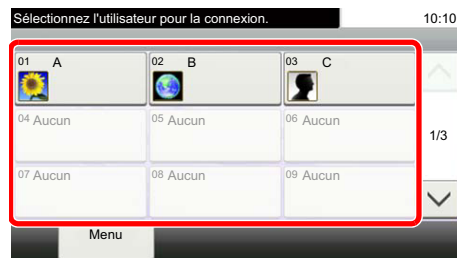 Sélectionnez l'utilisateur pour la connexion. 10:10
01 A 02 B 03 C
04 Aucun 05 Aucun 06 Aucun
1/3
07 Aucun 08 Aucun 09 Aucun
Menu